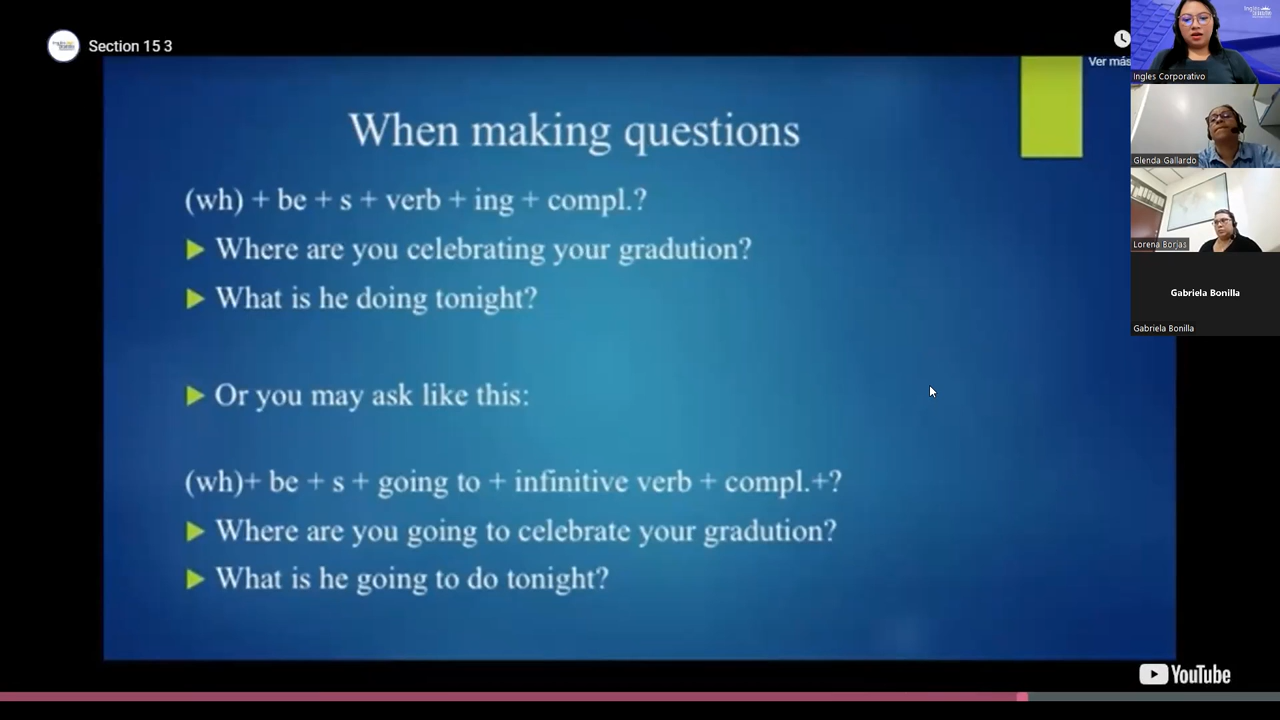 Section 15 3
Ver más
When making questions
(wh) + be + s + verb + ing + compl.?
Where are you celebrating your gradution?
What is he doing tonight?
Or you may ask like this:
(wh)+ be + s + going to + infinitive verb + compl.+?
Where are you going to celebrate your gradution?
What is he going to do tonight?
YouTube
Ingles Corporativo
Glenda Gallardo
Lorena Borjas
Gabriela Bonilla
Gabriela Bonilla